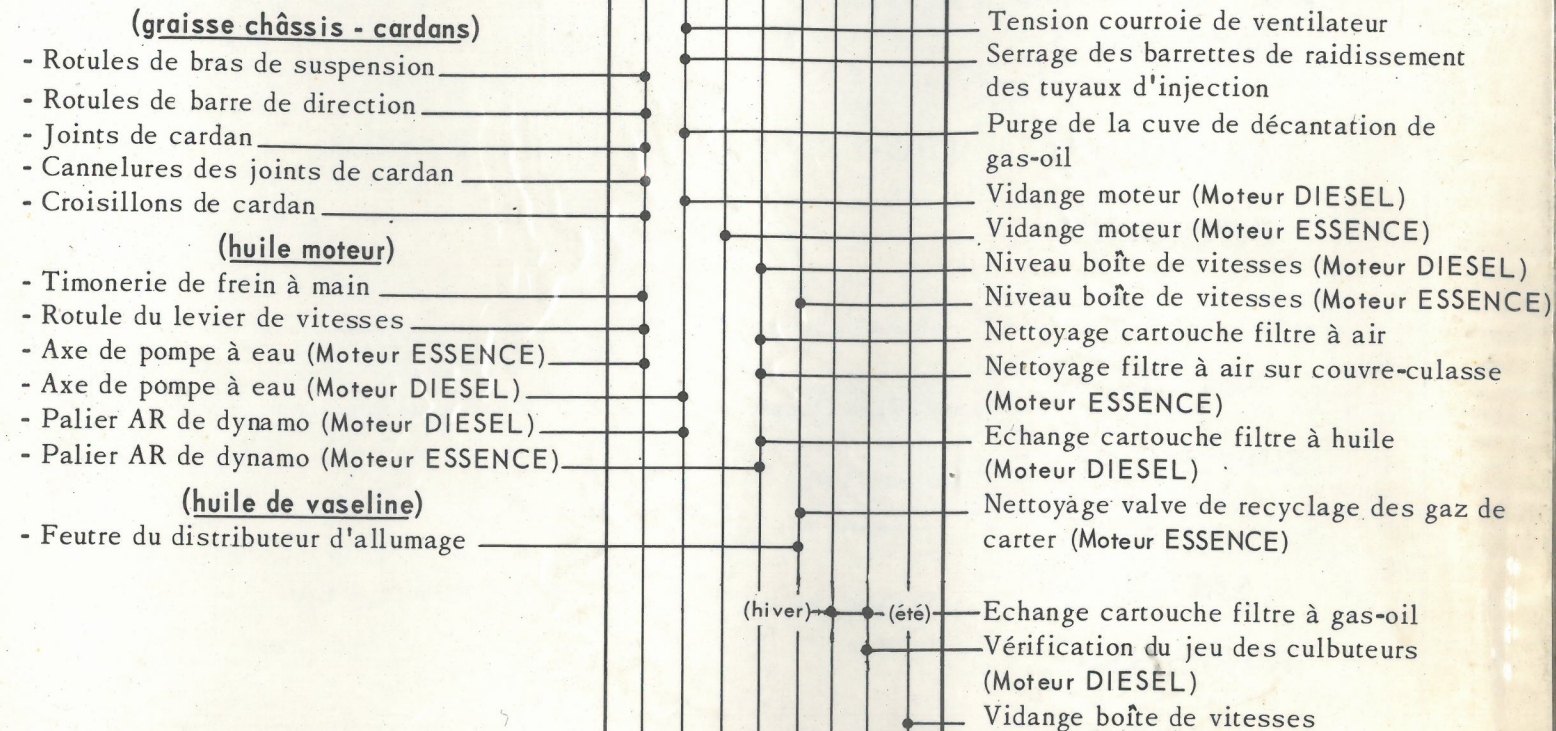 (graisse châssis - cardans)
- Rotules de bras de suspension
- Rotules de barre de direction
- Joints de cardan
- Cannelures des joints de cardan
- Croisillons de cardan
(huile moteur)
- Timonerie de frein à main
- Rotule du levier de vitesses
- Axe de pompe à eau (Moteur ESSENCE)
- Axe de pompe à eau (Moteur DIESEL)
- Palier AR de dynamo (Moteur DIESEL)
- Palier AR de dynamo (Moteur ESSENCE)
(huile de vaseline)
- Feutre du distributeur d'allumage
Tension courroie de ventilateur
Serrage des barrettes de raidissement
des tuyaux d'injection
Purge de la cuve de décantation de
gas-oil
Vidange moteur (Moteur DIESEL)
Vidange moteur (Moteur ESSENCE)
Niveau boîte de vitesses (Moteur DIESEL)
Niveau boîte de vitesses (Moteur ESSENCE)
Nettoyage cartouche filtre à air
Nettoyage filtre à air sur couvre-culasse
(Moteur ESSENCE)
Echange cartouche filtre à huile
(Moteur DIESEL)
Nettoyage valve de recyclage des gaz de
carter (Moteur ESSENCE)
(hiver) (été) Echange cartouche filtre à gas-oil
Vérification du jeu des culbuteurs
(Moteur DIESEL)
Vidange boîte de vitesses